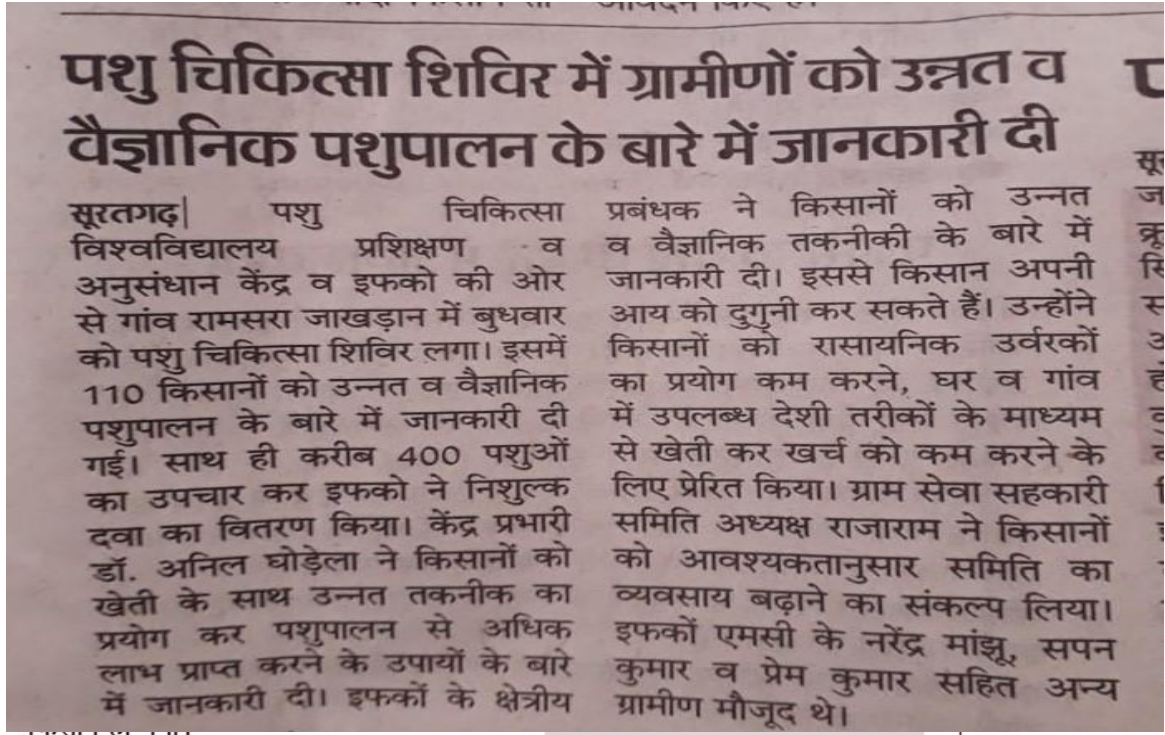 पशु चिकित्सा शिविर में ग्रामीणों को उन्नत व
वैज्ञानिक पशुपालन के बारे में जानकारी दी
सूरतगढ़| पशु चिकित्सा
विश्वविद्यालय प्रशिक्षण व
अनुसंधान केंद्र व इफको की ओर
से गांव रामसरा जाखड़ान में बुधवार
को पशु चिकित्सा शिविर लगा। इसमें
110 किसानों को उन्नत व वैज्ञानिक
पशुपालन के बारे में जानकारी दी
गई। साथ ही करीब 400 पशुओं
का उपचार कर इफको ने निशुल्क
दवा का वितरण किया। केंद्र प्रभारी
डॉ. अनिल घोड़ेला ने किसानों को
खेती के साथ उन्नत तकनीक का
प्रयोग कर पशुपालन से अधिक
लाभ प्राप्त करने के उपायों के बारे
में जानकारी दी। इफकों के क्षेत्रीय
प्रबंधक ने किसानों को उन्नत
व वैज्ञानिक तकनीकी के बारे में
जानकारी दी। इससे किसान अपनी
आय को दुगुनी कर सकते हैं। उन्होंने
किसानों को रासायनिक उर्वरकों
का प्रयोग कम करने, घर व गांव
में उपलब्ध देशी तरीकों के माध्यम
से खेती कर खर्च को कम करने के
लिए प्रेरित किया। ग्राम सेवा सहकारी
समिति अध्यक्ष राजाराम ने किसानों
को आवश्यकतानुसार समिति का
व्यवसाय बढ़ाने का संकल्प लिया।
इफकों एमसी के नरेंद्र मांझू, सपन
कुमार व प्रेम कुमार सहित अन्य
ग्रामीण मौजूद थे।